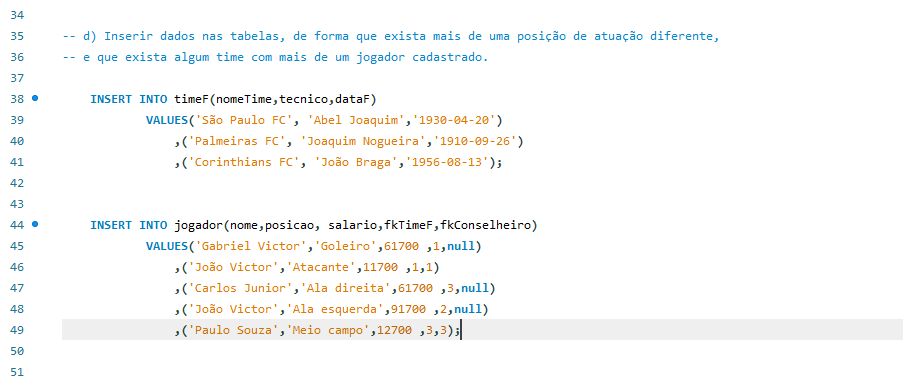 34
35 -- d) Inserir dados nas tabelas, de forma que exista mais de uma posição de atuação diferente,
36 -- e que exista algum time com mais de um jogador cadastrado.
37
38 INSERT INTO timeF(nomeTime,tecnico,dataF)
39 VALUES('São Paulo FC', 'Abel Joaquim','1930-04-20')
40 ,('Palmeiras FC', 'Joaquim Nogueira','1910-09-26')
41 ,('Corinthians FC', 'João Braga','1956-08-13');
42
43
44 INSERT INTO jogador(nome,posicao, salario,fkTimeF,fkConselheiro)
45 VALUES('Gabriel Victor','Goleiro',61700 ,1,null)
46 ,('João Victor','Atacante',11700 ,1,1)
47 ,('Carlos Junior','Ala direita',61700 ,3,null)
48 ,('João Victor','Ala esquerda',91700 ,2,null)
49 ,('Paulo Souza','Meio campo',12700 ,3,3);
50
51